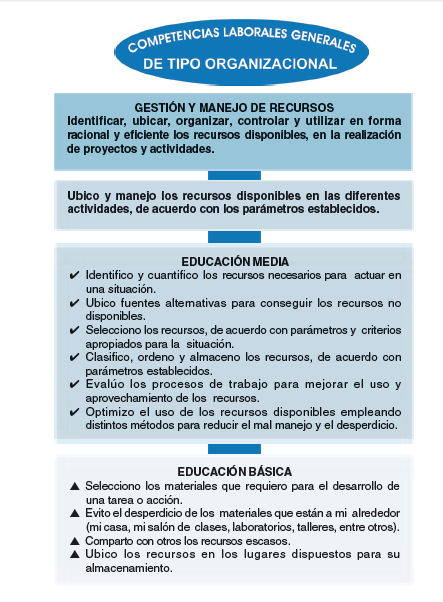 COMPETENCIAS LABORALES GENERALES
DE TIPO ORGANIZACIONAL
GESTIÓN Y MANEJO DE RECURSOS
Identificar, ubicar, organizar, controlar y utilizar en forma
racional y eficiente los recursos disponibles, en la realización
de proyectos y actividades.
Ubico y manejo los recursos disponibles en las diferentes
actividades, de acuerdo con los parámetros establecidos.
EDUCACIÓN MEDIA
✔ Identifico y cuantifico los recursos necesarios para actuar en
una situación.
✔ Ubico fuentes alternativas para conseguir los recursos no
disponibles.
✔ Selecciono los recursos, de acuerdo con parámetros y criterios
apropiados para la situación.
✔ Clasifico, ordeno y almaceno los recursos, de acuerdo con
parámetros establecidos.
✔ Evalúo los procesos de trabajo para mejorar el uso y
aprovechamiento de los recursos.
✔ Optimizo el uso de los recursos disponibles empleando
distintos métodos para reducir el mal manejo y el desperdicio.
EDUCACIÓN BÁSICA
▲ Selecciono los materiales que requiero para el desarrollo de
una tarea o acción.
▲ Evito el desperdicio de los materiales que están a mi alrededor
(mi casa, mi salón de clases, laboratorios, talleres, entre otros).
▲ Comparto con otros los recursos escasos.
▲ Ubico los recursos en los lugares dispuestos para su
almacenamiento.